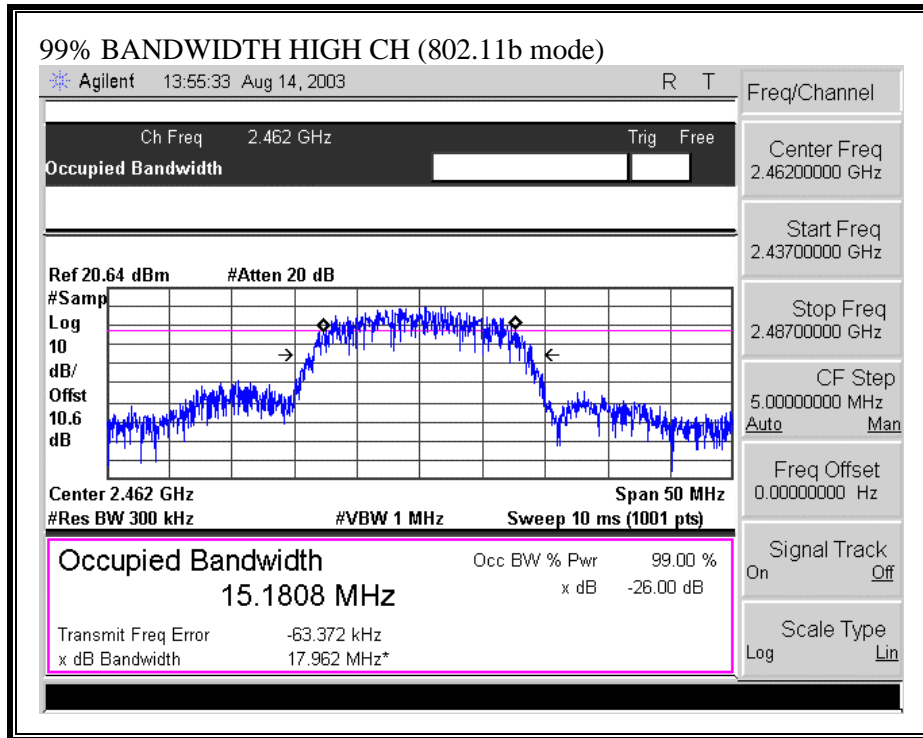 99% BANDWIDTH HIGH CH (802.11b mode)
Agilent 13:55:33 Aug 14, 2003 R T
Freq/Channel
Ch Freq 2.462 GHz Trig Free
Occupied Bandwidth
Center Freq
2.46200000 GHz
Start Freq
2.43700000 GHz
Stop Freq
2.48700000 GHz
CF Step
5.00000000 MHz
Auto Man
Freq Offset
0.00000000 Hz
Signal Track
On Off
Scale Type
Log Lin
Ref 20.64 dBm #Atten 20 dB
#Samp
Log
10
dB/
Offst
10.6
dB
Center 2.462 GHz Span 50 MHz
#Res BW 300 kHz #VBW 1 MHz Sweep 10 ms (1001 pts)
Occupied Bandwidth Occ BW % Pwr 99.00 %
15.1808 MHz x dB -26.00 dB
Transmit Freq Error -63.372 kHz
x dB Bandwidth 17.962 MHz*